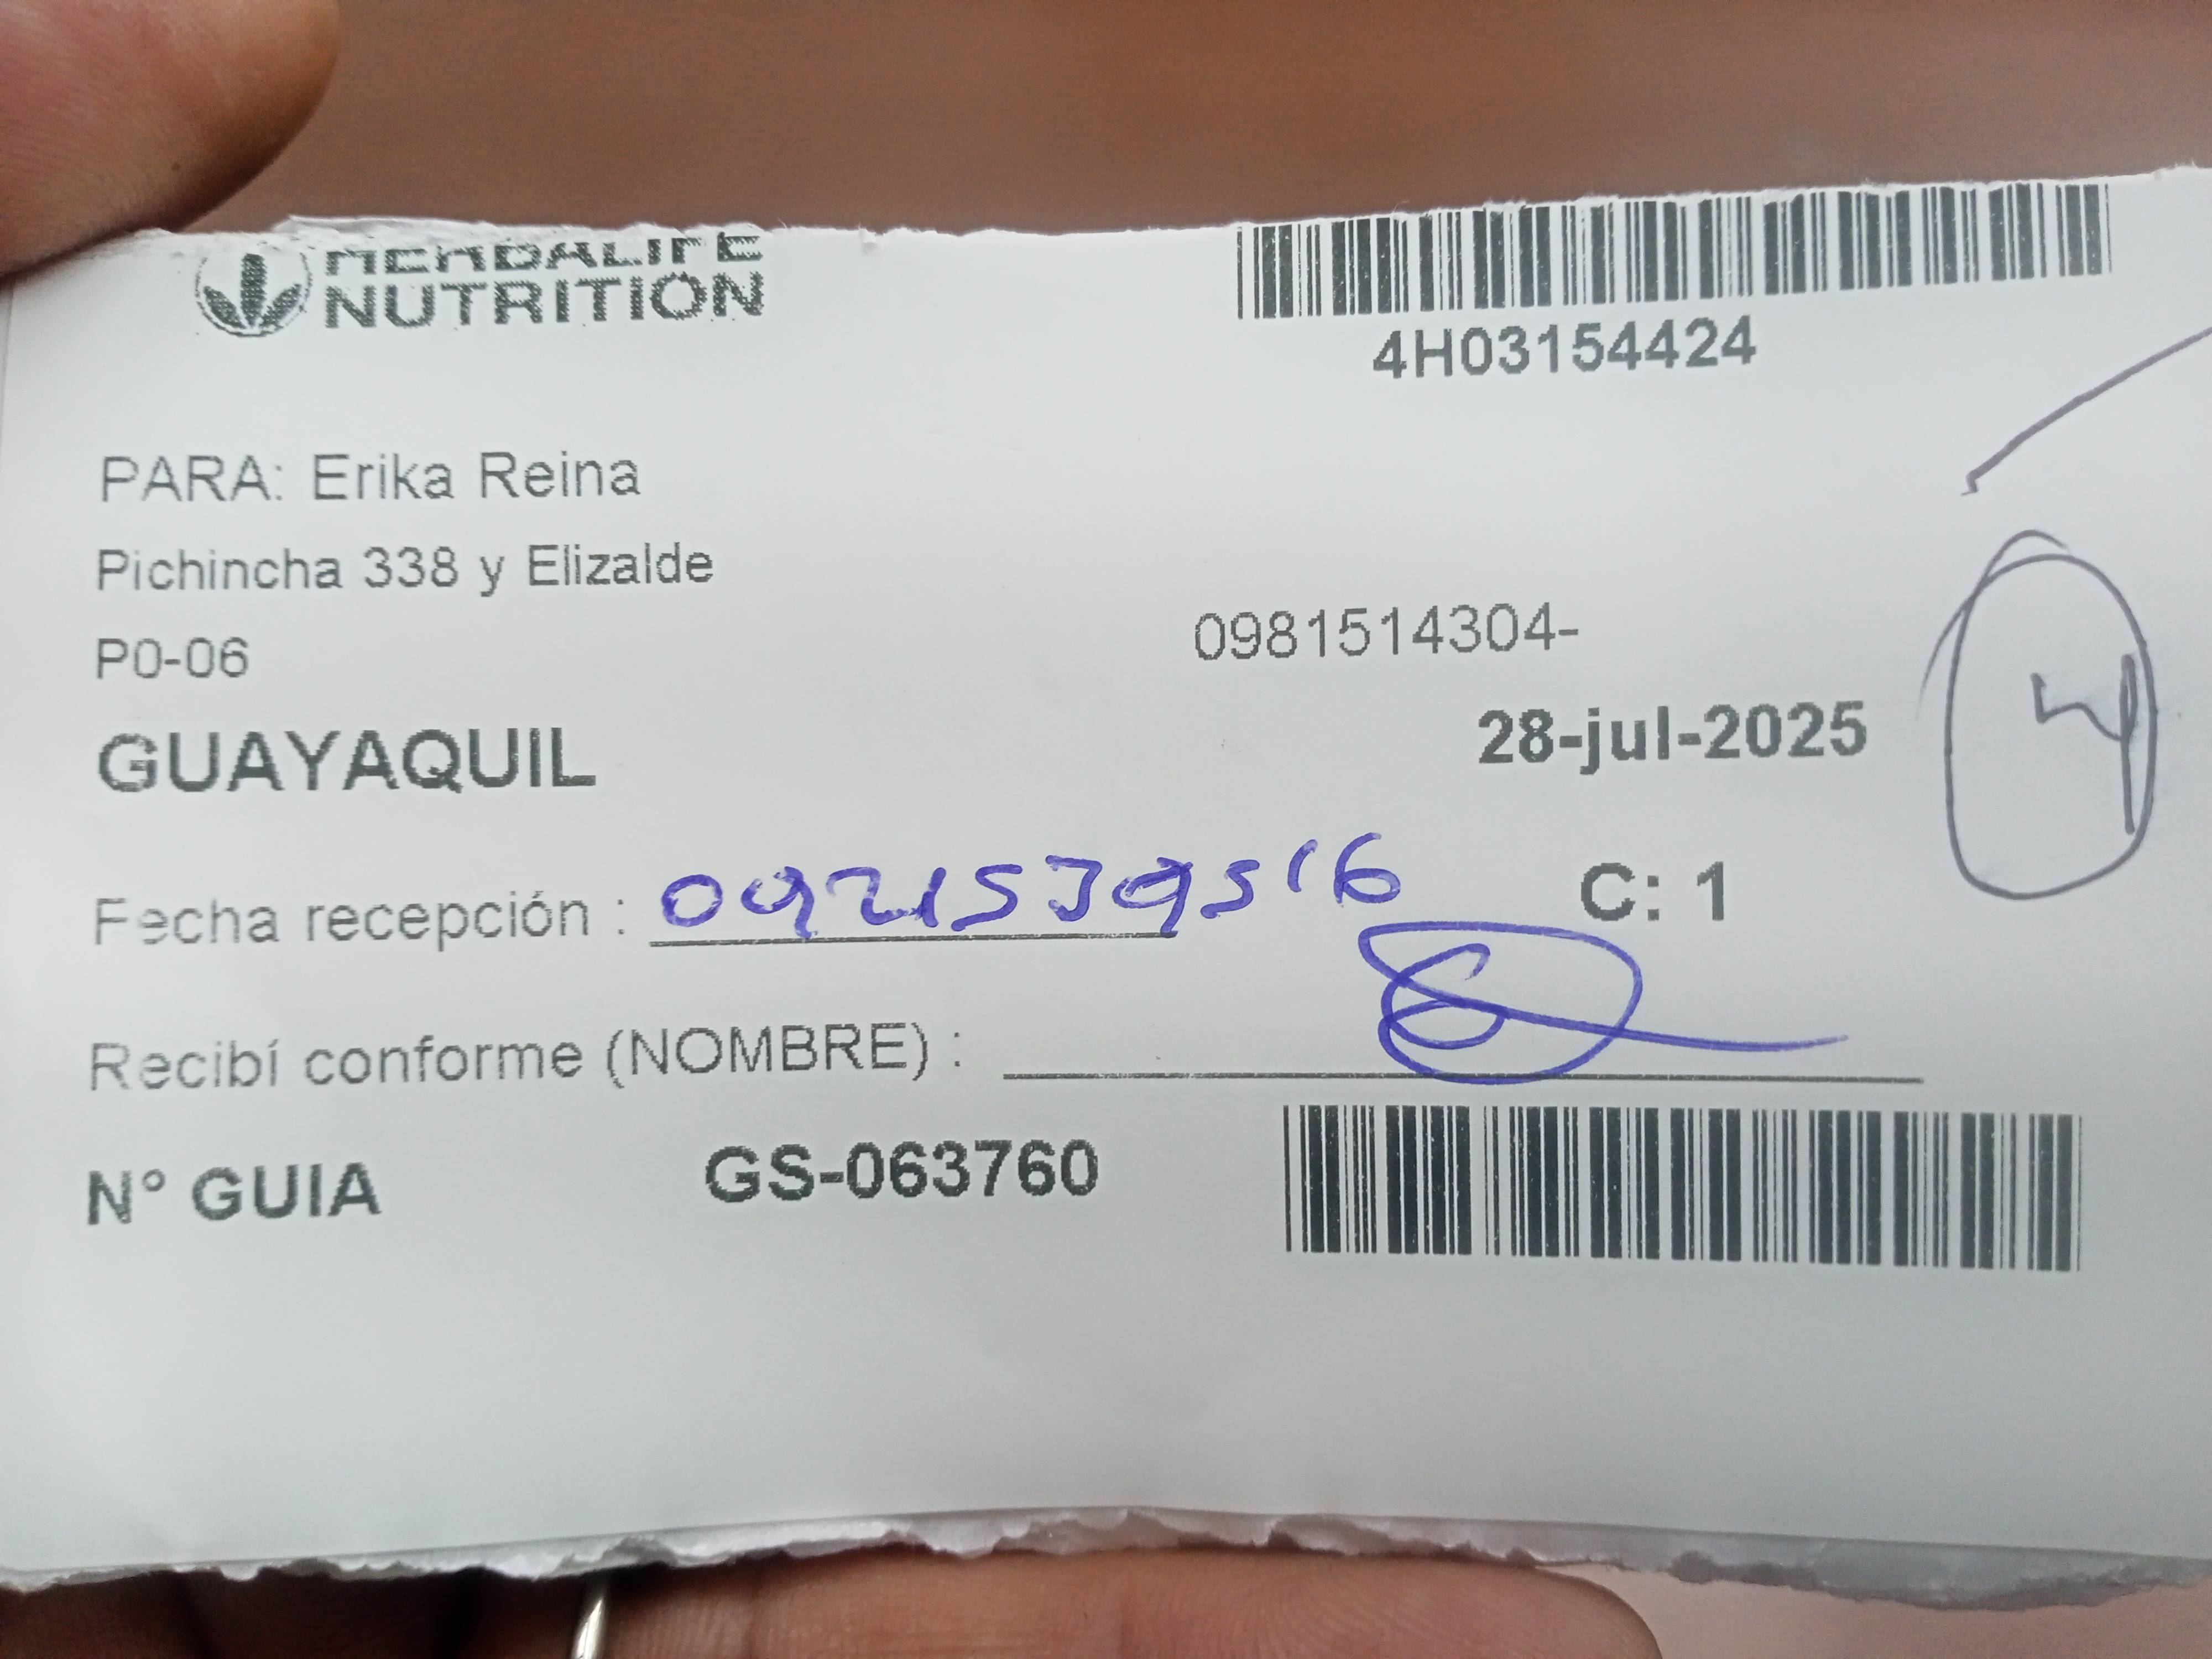 HERBALIFE
NUTRITION
4H03154424
PARA: Erika Reina
Pichincha 338 y Elizalde
P0-06
0981514304-
GUAYAQUIL
28-jul-2025
4
Fecha recepción :
C: 1
Recibí conforme (NOMBRE) :
N° GUIA GS-063760